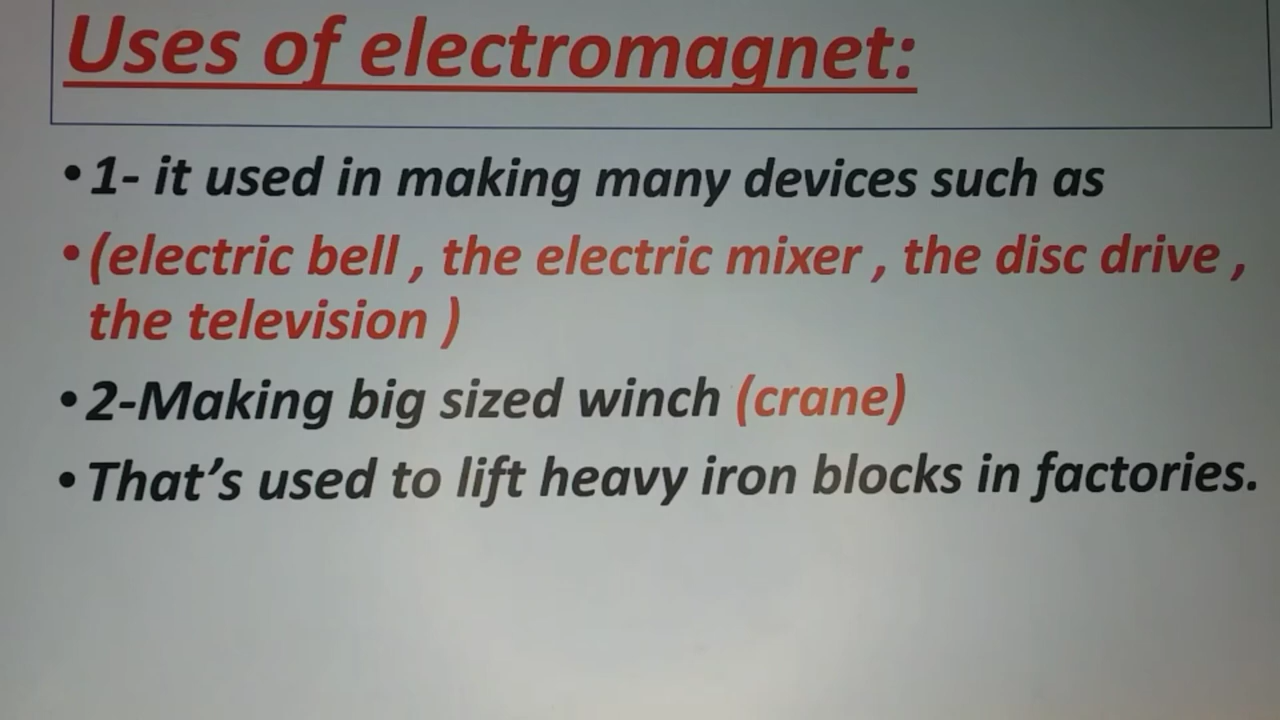 Uses of electromagnet:
• 1- it used in making many devices such as
• (electric bell , the electric mixer , the disc drive ,
the television )
• 2-Making big sized winch (crane)
• That’s used to lift heavy iron blocks in factories.